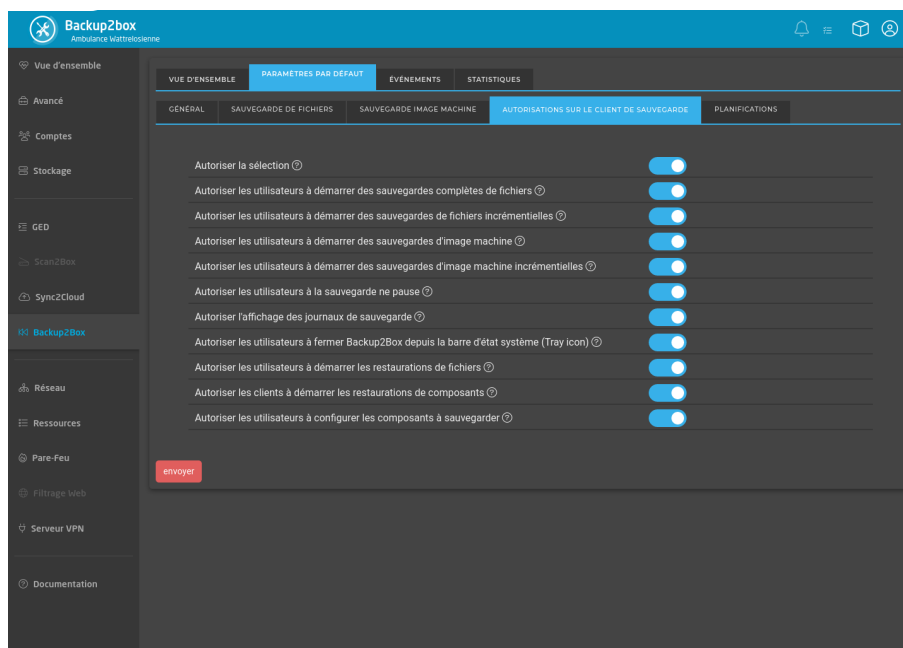 Backup2box
Ambulance Wattrelosienne
Vue d'ensemble
Avancé
Comptes
Stockage
GED
Scan2Box
Sync2Cloud
Backup2Box
Réseau
Ressources
Pare-Feu
Filtrage Web
Serveur VPN
Documentation
VUE D'ENSEMBLE PARAMÈTRES PAR DÉFAUT ÉVÉNEMENTS STATISTIQUES
GÉNÉRAL SAUVEGARDE DE FICHIERS SAUVEGARDE IMAGE MACHINE AUTORISATIONS SUR LE CLIENT DE SAUVEGARDE PLANIFICATIONS
Autoriser la sélection
Autoriser les utilisateurs à démarrer des sauvegardes complètes de fichiers
Autoriser les utilisateurs à démarrer des sauvegardes de fichiers incrémentielles
Autoriser les utilisateurs à démarrer des sauvegardes d'image machine
Autoriser les utilisateurs à démarrer des sauvegardes d'image machine incrémentielles
Autoriser les utilisateurs à la sauvegarde ne pause
Autoriser l'affichage des journaux de sauvegarde
Autoriser les utilisateurs à fermer Backup2Box depuis la barre d'état système (Tray icon)
Autoriser les utilisateurs à démarrer les restaurations de fichiers
Autoriser les clients à démarrer les restaurations de composants
Autoriser les utilisateurs à configurer les composants à sauvegarder
envoyer